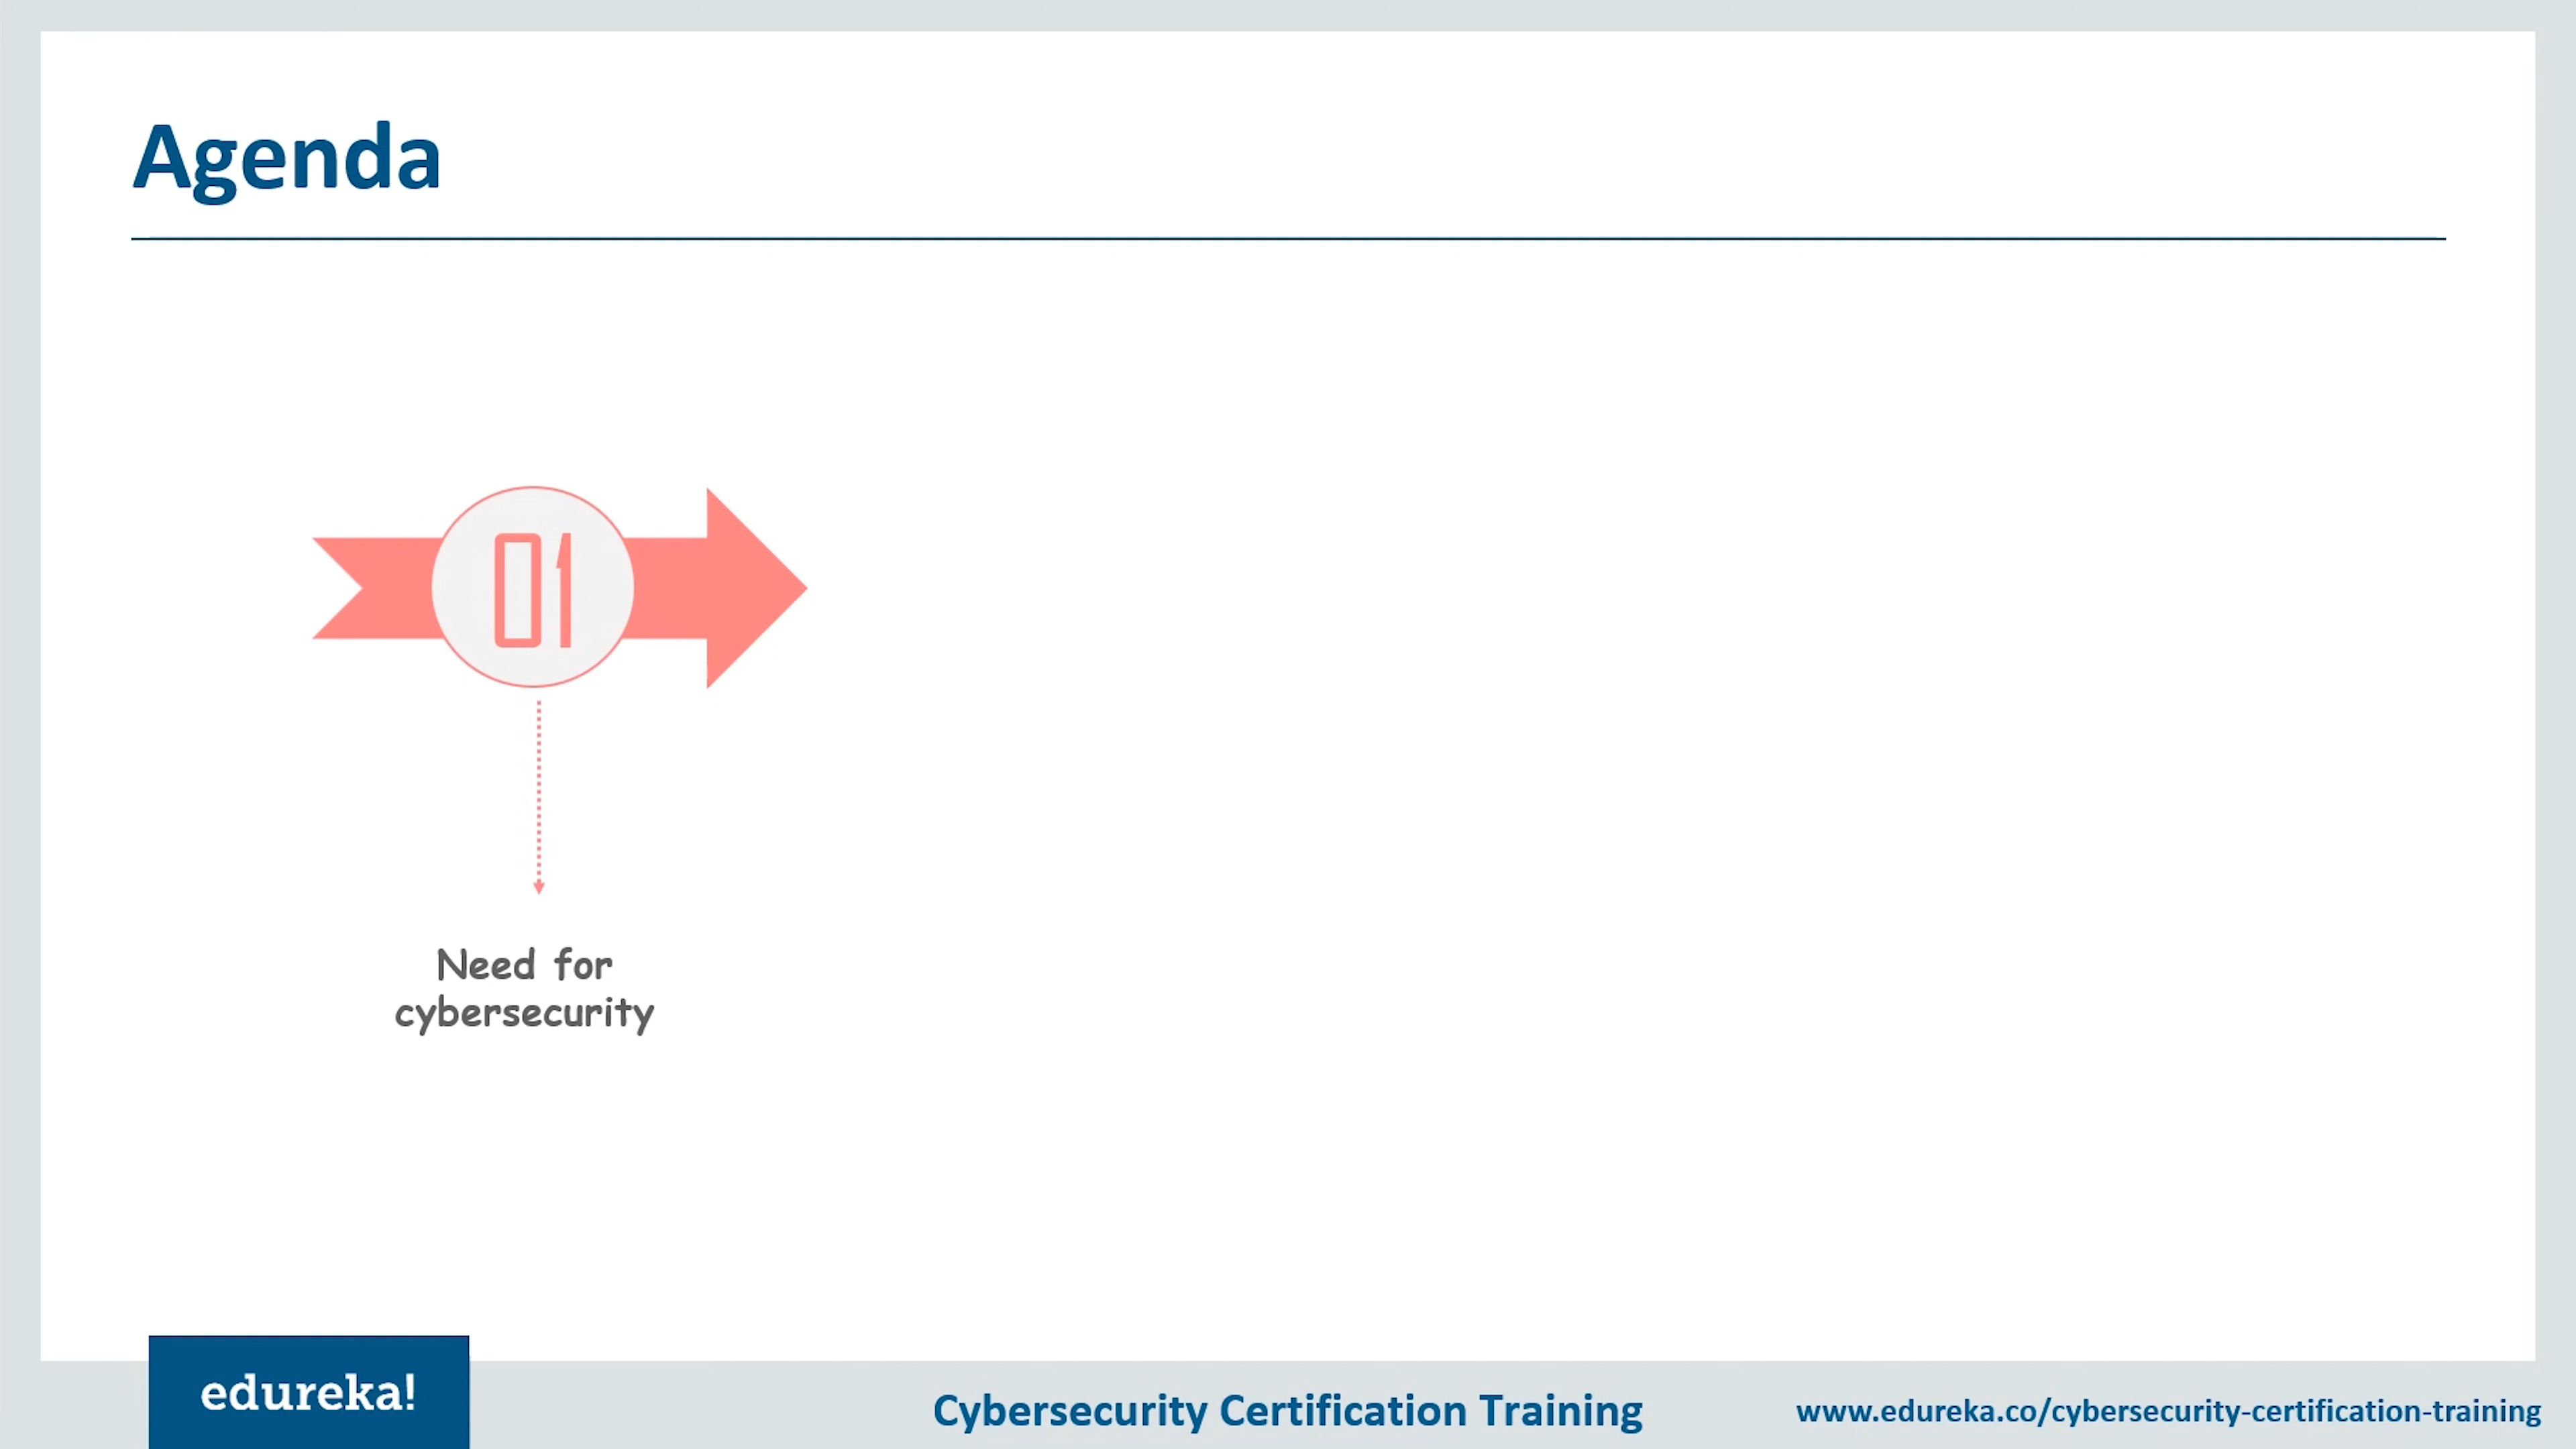 Agenda
01
Need for
cybersecurity
edureka!
Cybersecurity Certification Training
www.edureka.co/cybersecurity-certification-training